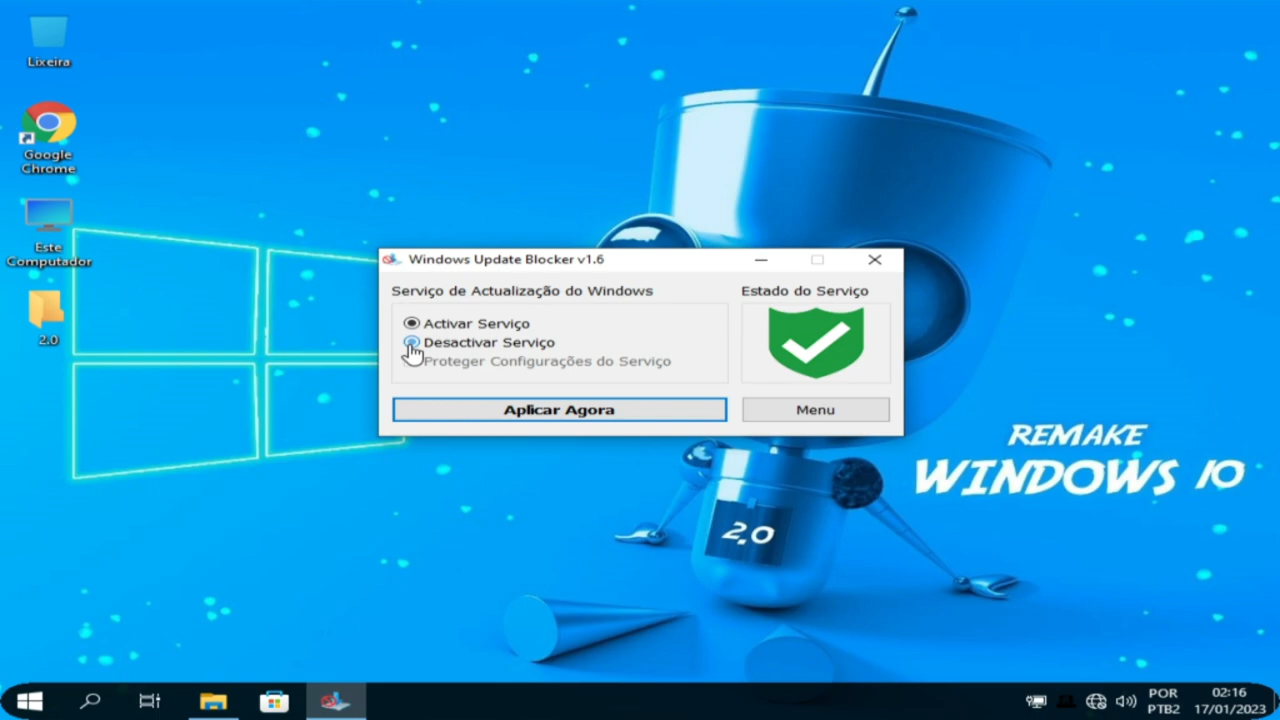 Lixeira
Google
Chrome
Este
Computador
2.0
Windows Update Blocker v1.6
Serviço de Actualização do Windows
Estado do Serviço
Activar Serviço
Desactivar Serviço
Proteger Configurações do Serviço
Aplicar Agora
Menu
REMAKE
WINDOWS 10
2.0
POR
PTB2
02:16
17/01/2023